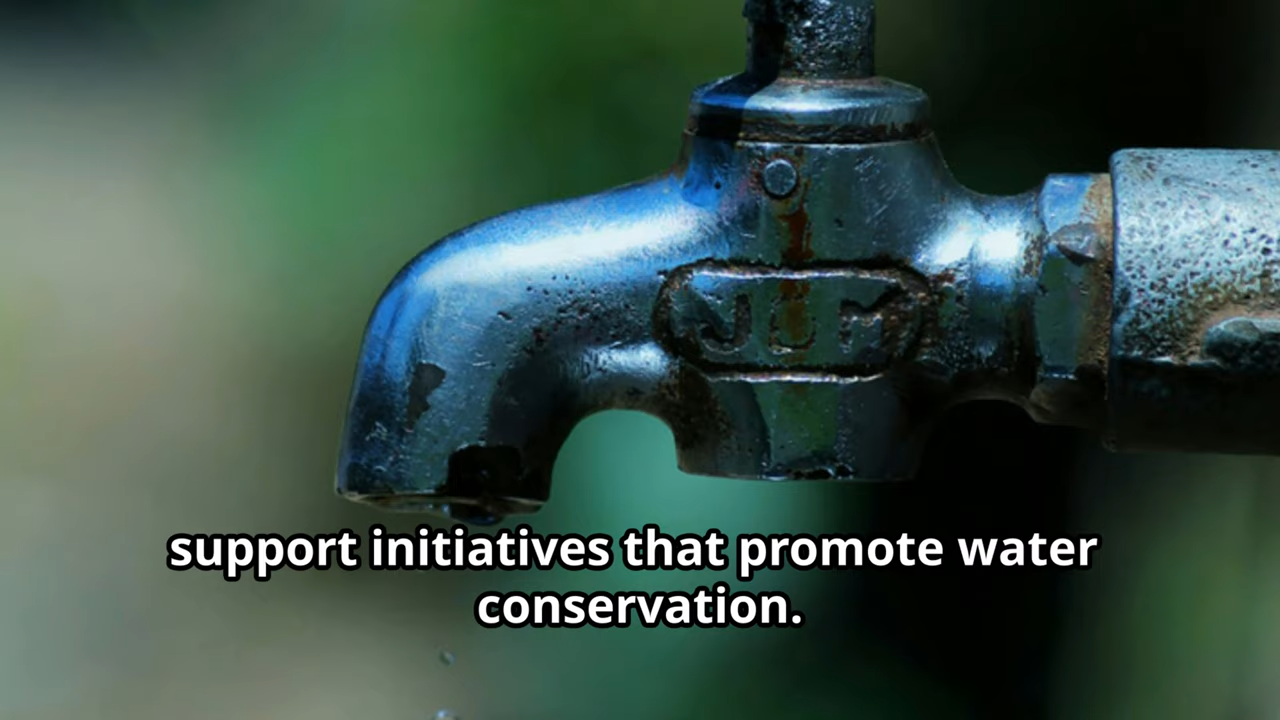 support initiatives that promote water
conservation.